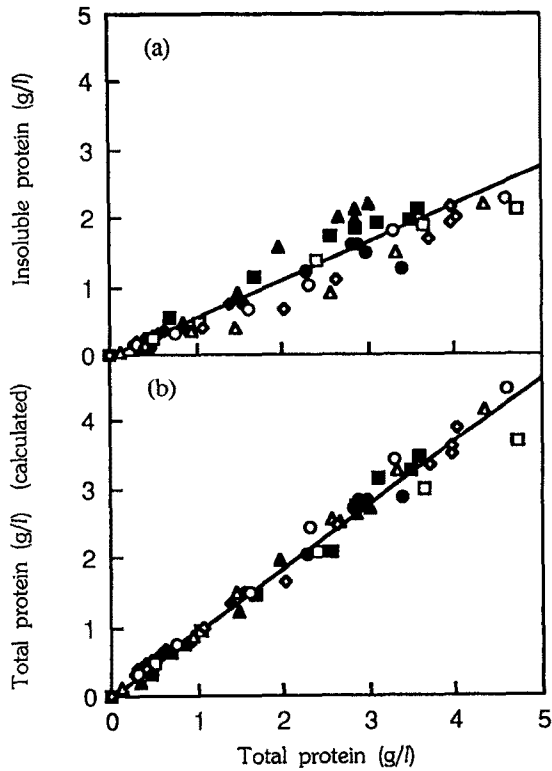 5
(a)
4
3
2
1
0
Insoluble protein (g/l)
(b)
4
3
2
1
0
Total protein (g/l) (calculated)
0 1 2 3 4 5
Total protein (g/l)